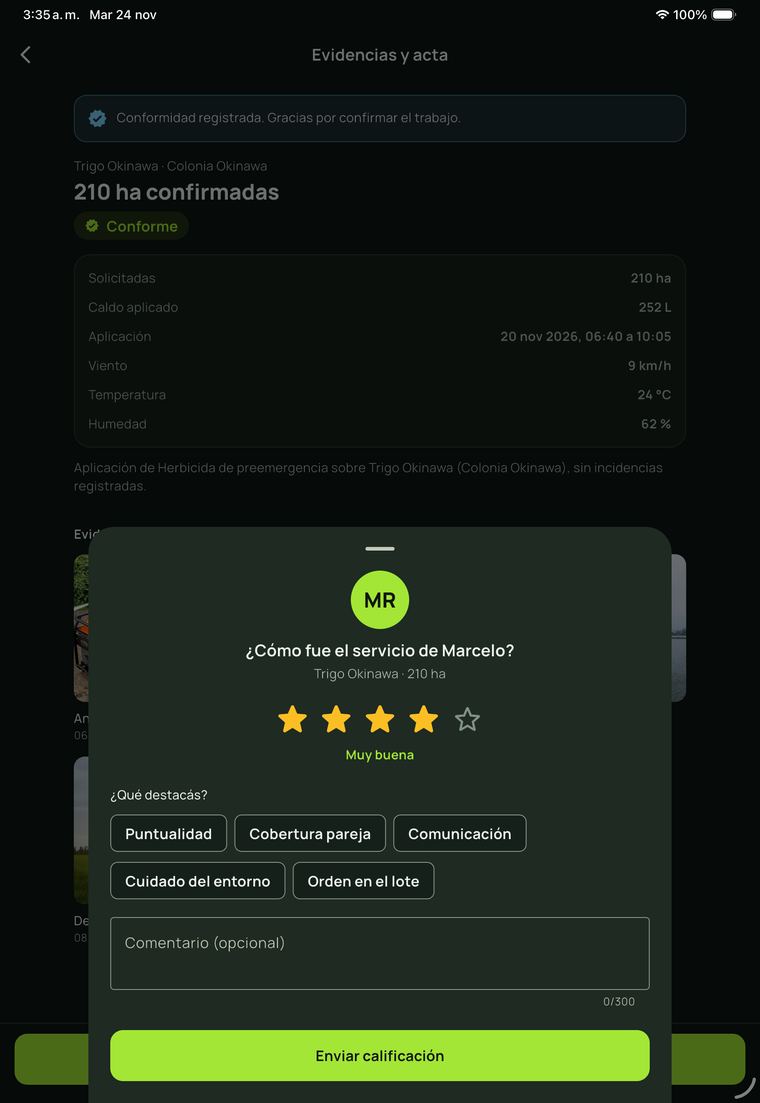 3:35 a. m. Mar 24 nov
100%
Evidencias y acta
Conformidad registrada. Gracias por confirmar el trabajo.
Trigo Okinawa · Colonia Okinawa
210 ha confirmadas
Conforme
Solicitadas 210 ha
Caldo aplicado 252 L
Aplicación 20 nov 2026, 06:40 a 10:05
Viento 9 km/h
Temperatura 24 °C
Humedad 62 %
Aplicación de Herbicida de preemergencia sobre Trigo Okinawa (Colonia Okinawa), sin incidencias
registradas.
MR
¿Cómo fue el servicio de Marcelo?
Trigo Okinawa · 210 ha
Muy buena
¿Qué destacás?
Puntualidad
Cobertura pareja
Comunicación
Cuidado del entorno
Orden en el lote
Comentario (opcional)
0/300
Enviar calificación